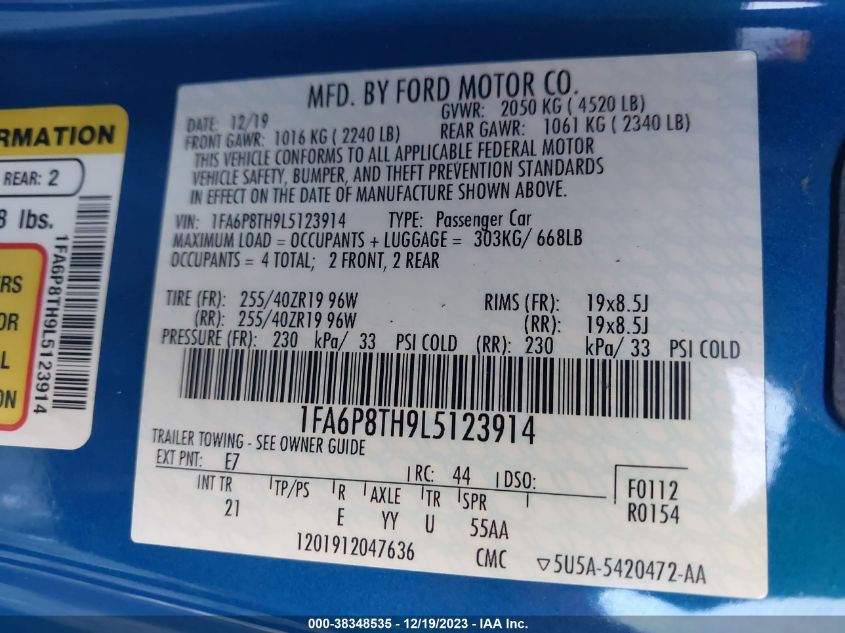 RMATION
REAR: 2
8 lbs.
1FA6P8TH9L5123914
ERS
OR
L
ON
MFD. BY FORD MOTOR CO.
DATE: 12/19 GVWR: 2050 KG ( 4520 LB)
FRONT GAWR: 1016 KG ( 2240 LB) REAR GAWR: 1061 KG ( 2340 LB)
THIS VEHICLE CONFORMS TO ALL APPLICABLE FEDERAL MOTOR
VEHICLE SAFETY, BUMPER, AND THEFT PREVENTION STANDARDS
IN EFFECT ON THE DATE OF MANUFACTURE SHOWN ABOVE.
VIN: 1FA6P8TH9L5123914 TYPE: Passenger Car
MAXIMUM LOAD = OCCUPANTS + LUGGAGE = 303KG/ 668LB
OCCUPANTS = 4 TOTAL; 2 FRONT, 2 REAR
TIRE (FR): 255/40ZR19 96W RIMS (FR): 19x8.5J
(RR): 255/40ZR19 96W (RR): 19x8.5J
PRESSURE (FR): 230 kPa/ 33 PSI COLD (RR): 230 kPa/ 33 PSI COLD
1FA6P8TH9L5123914
TRAILER TOWING - SEE OWNER GUIDE
EXT PNT: E7 RC: 44 DSO: F0112
INT TR TP/PS R AXLE TR SPR R0154
21 E YY U 55AA
1201912047636 CMC ▽5U5A-5420472-AA
000-38348535 - 12/19/2023 - IAA Inc.